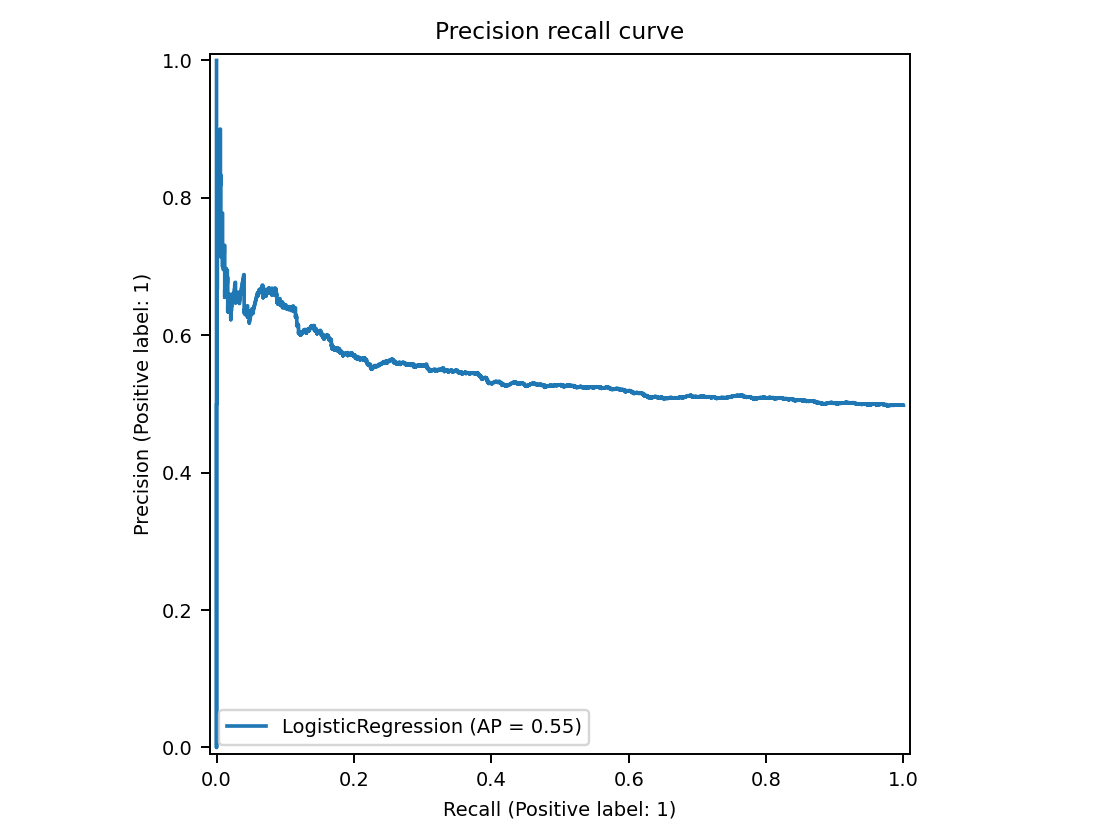 Precision recall curve
1.0
0.8
0.6
0.4
0.2
0.0
Precision (Positive label: 1)
LogisticRegression (AP = 0.55)
0.0 0.2 0.4 0.6 0.8 1.0
Recall (Positive label: 1)